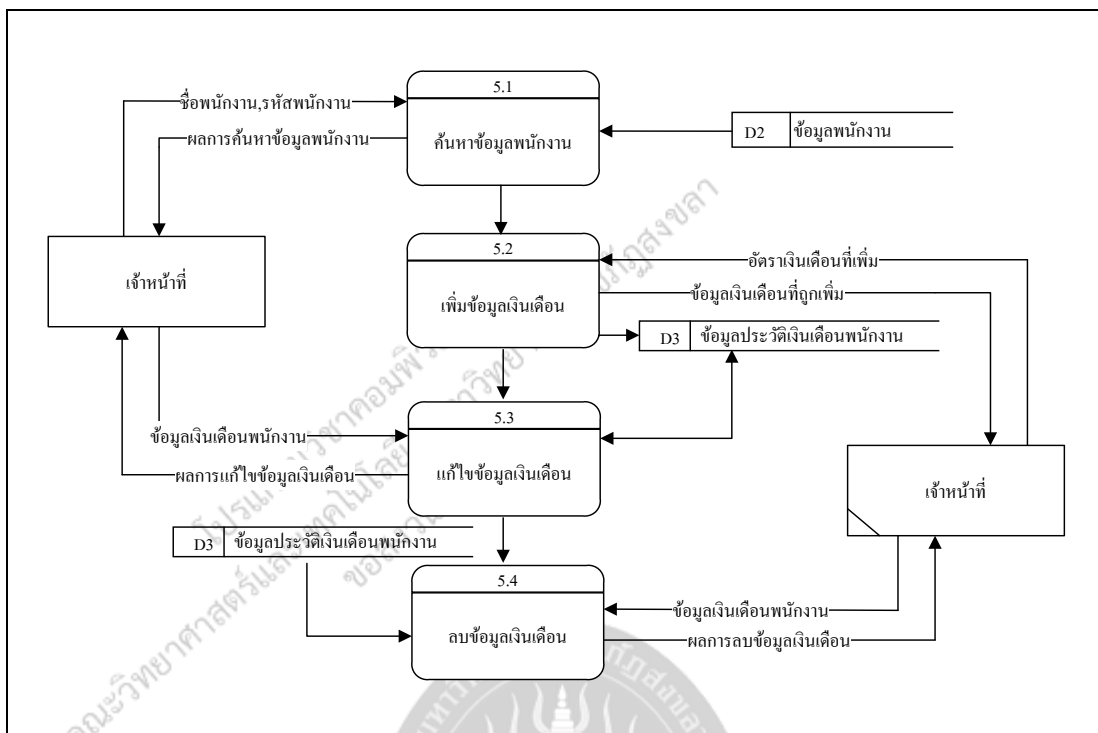 5.1
ชื่อพนักงาน,รหัสพนักงาน
ผลการค้นหาข้อมูลพนักงาน
ค้นหาข้อมูลพนักงาน
D2 ข้อมูลพนักงาน
5.2
เจ้าหน้าที่
เพิ่มข้อมูลเงินเดือน
อัตราเงินเดือนที่เพิ่ม
ข้อมูลเงินเดือนที่ถูกเพิ่ม
D3 ข้อมูลประวัติเงินเดือนพนักงาน
5.3
ข้อมูลเงินเดือนพนักงาน
ผลการแก้ไขข้อมูลเงินเดือน
แก้ไขข้อมูลเงินเดือน
เจ้าหน้าที่
D3 ข้อมูลประวัติเงินเดือนพนักงาน
5.4
ลบข้อมูลเงินเดือน
ข้อมูลเงินเดือนพนักงาน
ผลการลบข้อมูลเงินเดือน